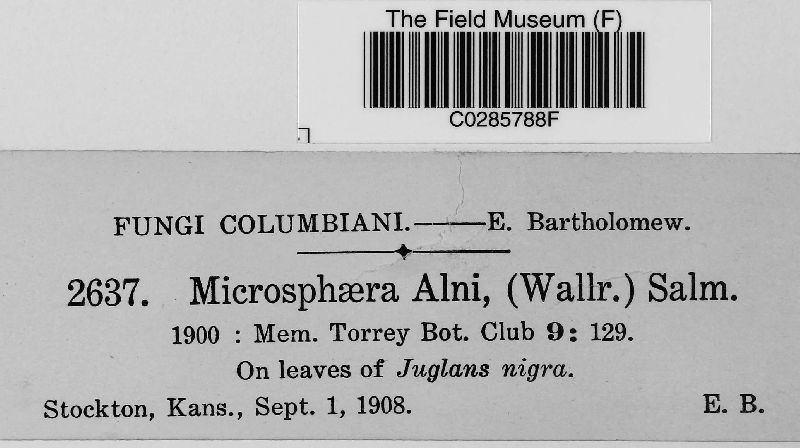 The Field Museum (F)
C0285788F
FUNGI COLUMBIANI.——E. Bartholomew.
2637. Microsphæra Alni, (Wallr.) Salm.
1900 : Mem. Torrey Bot. Club 9: 129.
On leaves of Juglans nigra.
Stockton, Kans., Sept. 1, 1908. E. B.